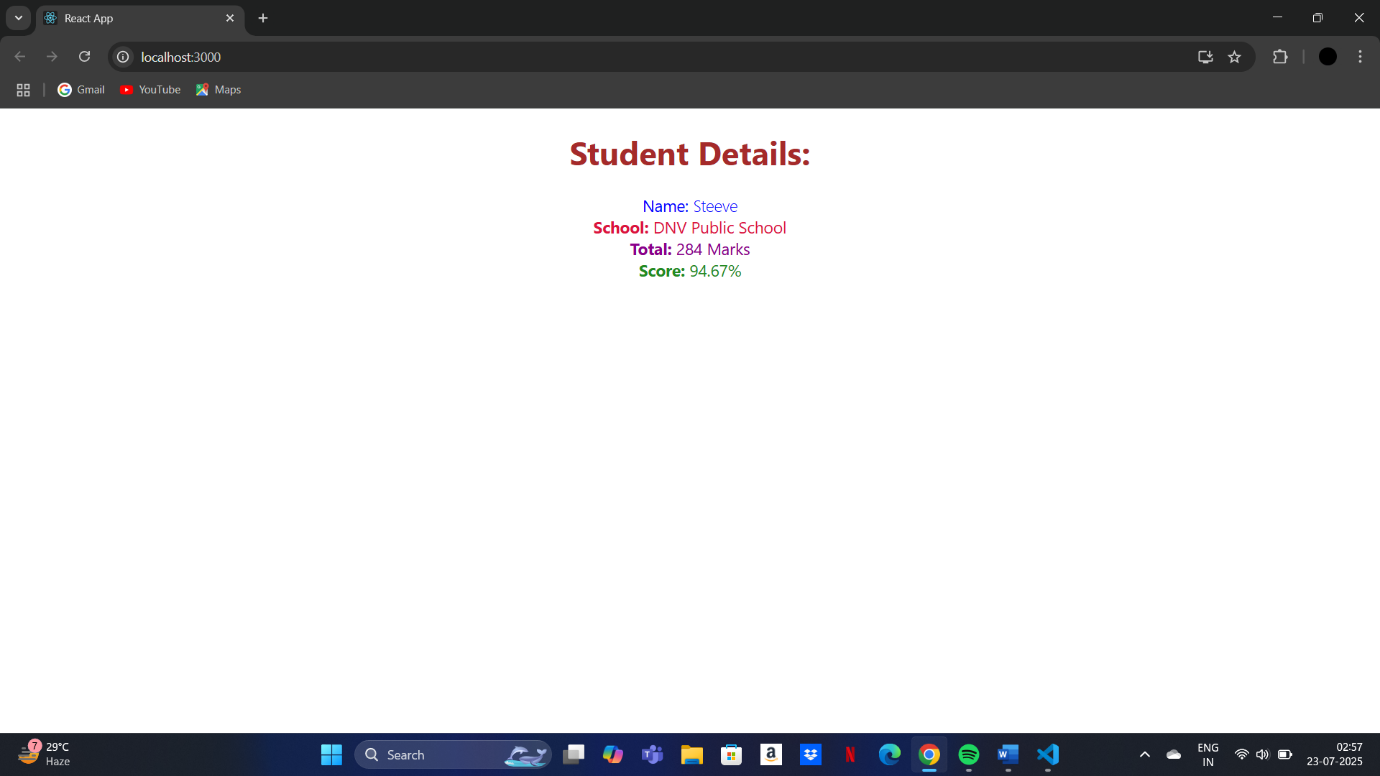 React App
localhost:3000
Gmail YouTube Maps
Student Details:
Name: Steeve
School: DNV Public School
Total: 284 Marks
Score: 94.67%
7
29°C
Haze
Search
ENG
IN
02:57
23-07-2025